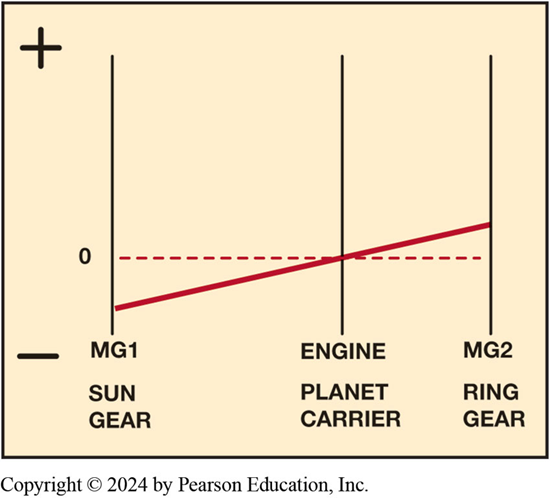 +
0
−
MG1 ENGINE MG2
SUN GEAR PLANET CARRIER RING GEAR
Copyright © 2024 by Pearson Education, Inc.